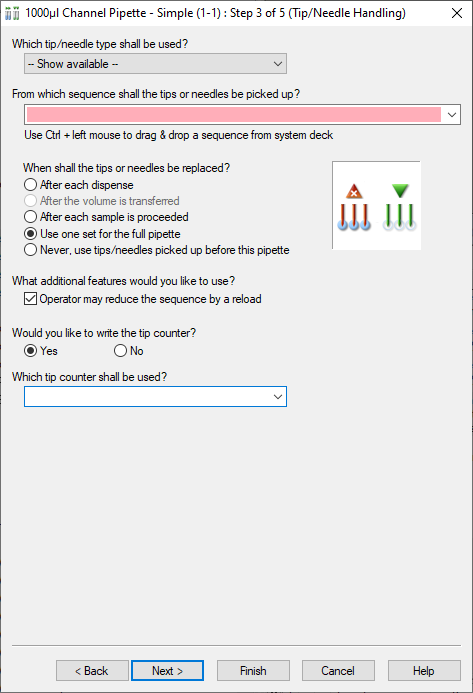 1000µl Channel Pipette - Simple (1-1) : Step 3 of 5 (Tip/Needle Handling)
Which tip/needle type shall be used?
-- Show available --
From which sequence shall the tips or needles be picked up?
Use Ctrl + left mouse to drag & drop a sequence from system deck
When shall the tips or needles be replaced?
After each dispense
After the volume is transferred
After each sample is proceeded
Use one set for the full pipette
Never, use tips/needles picked up before this pipette
What additional features would you like to use?
Operator may reduce the sequence by a reload
Would you like to write the tip counter?
Yes No
Which tip counter shall be used?
< Back Next > Finish Cancel Help